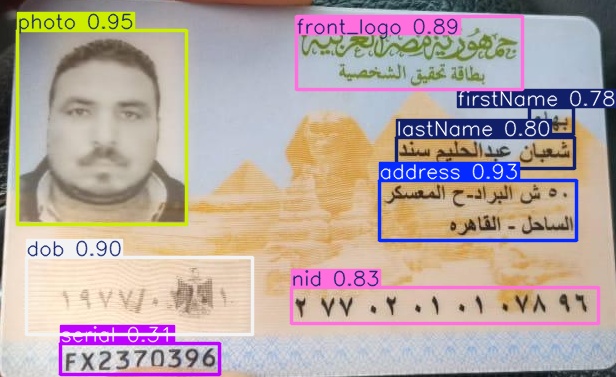 photo 0.95
front_logo 0.89
جمهورية مصر العربية
بطاقة تحقيق الشخصية
firstName 0.78
بهاء
lastName 0.80
شعبان عبدالحليم سند
address 0.93
٥٠ ش البراد-ح المعسكر
الساحل - القاهره
dob 0.90
nid 0.83
٢ ٧٧ ٠٢ ٠١ ٠١ ٠٧٨ ٩٦
serial 0.31
FX2370396